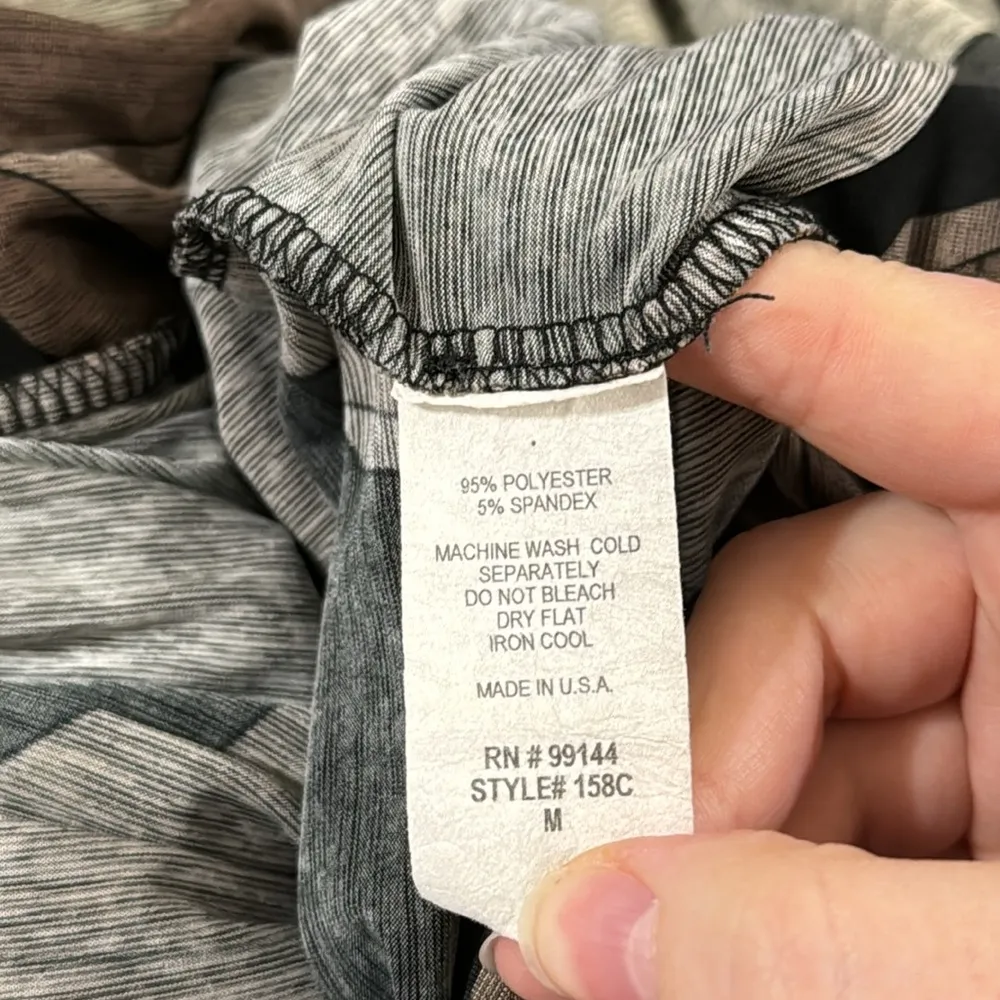 95% POLYESTER
5% SPANDEX
MACHINE WASH COLD
SEPARATELY
DO NOT BLEACH
DRY FLAT
IRON COOL
MADE IN U.S.A.
RN # 99144
STYLE# 158C
M